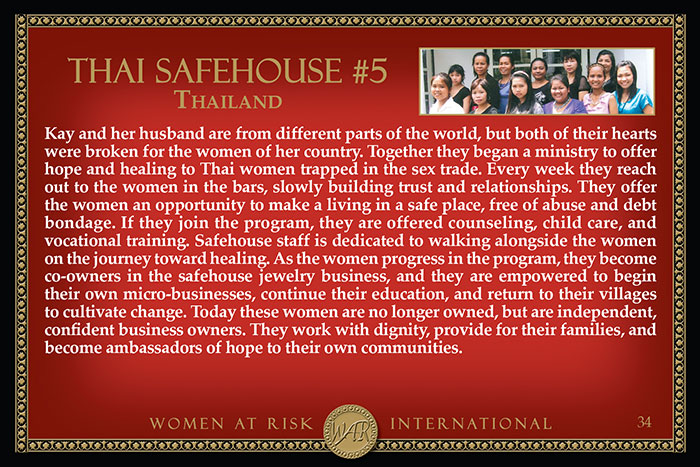 THAI SAFEHOUSE #5
THAILAND
Kay and her husband are from different parts of the world, but both of their hearts
were broken for the women of her country. Together they began a ministry to offer
hope and healing to Thai women trapped in the sex trade. Every week they reach
out to the women in the bars, slowly building trust and relationships. They offer
the women an opportunity to make a living in a safe place, free of abuse and debt
bondage. If they join the program, they are offered counseling, child care, and
vocational training. Safehouse staff is dedicated to walking alongside the women
on the journey toward healing. As the women progress in the program, they become
co-owners in the safehouse jewelry business, and they are empowered to begin
their own micro-businesses, continue their education, and return to their villages
to cultivate change. Today these women are no longer owned, but are independent,
confident business owners. They work with dignity, provide for their families, and
become ambassadors of hope to their own communities.
WOMEN AT RISK WAR INTERNATIONAL 34